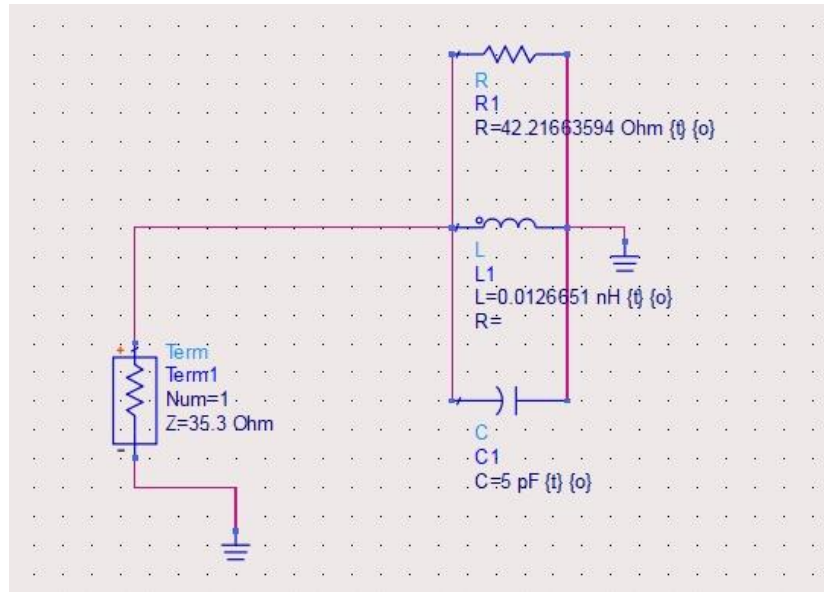 R
R1
R=42.21663594 Ohm {t} {o}
L
L1
L=0.0126651 nH {t} {o}
R=
+
Term
Term1
Num=1
Z=35.3 Ohm
-
C
C1
C=5 pF {t} {o}